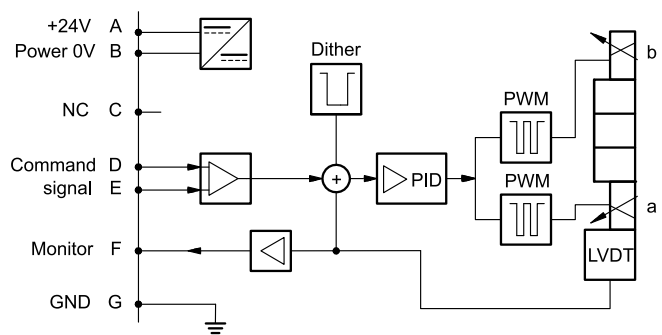 +24V A
Power 0V B
Dither
b
NC C
PWM
Command D
signal E
PID
PWM
a
Monitor F
LVDT
GND G
+